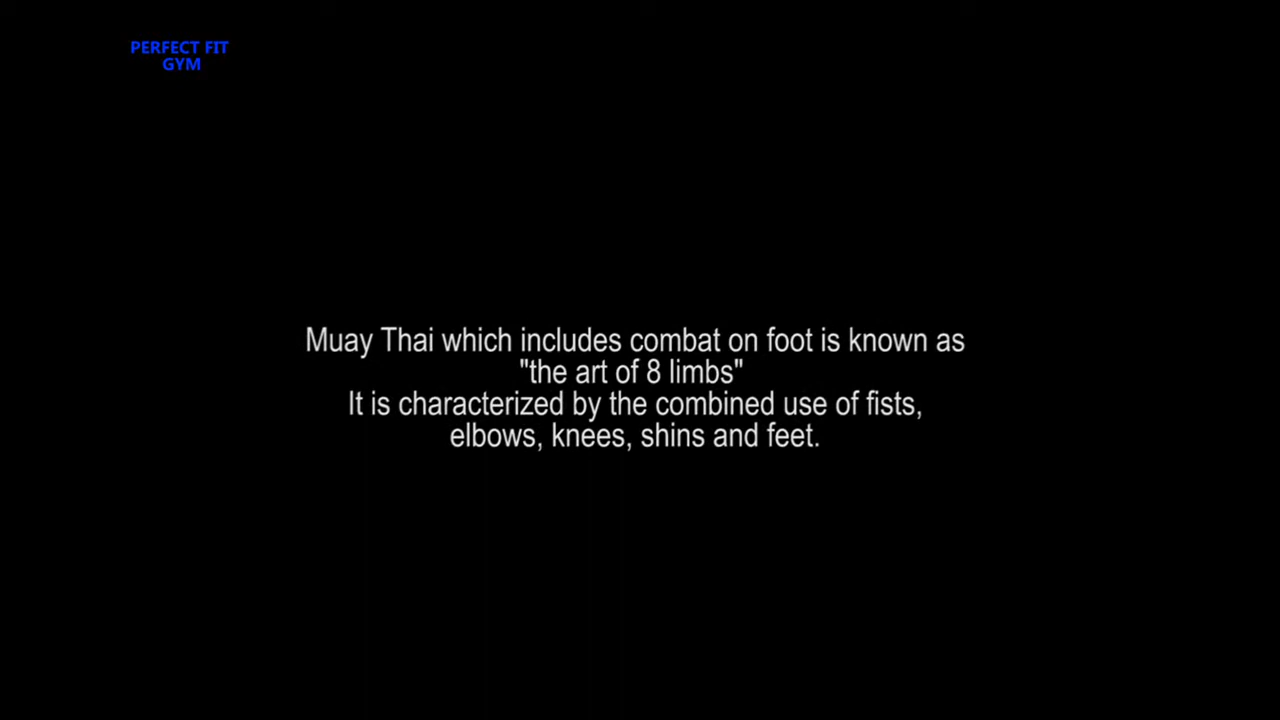 PERFECT FIT
GYM
Muay Thai which includes combat on foot is known as
"the art of 8 limbs"
It is characterized by the combined use of fists,
elbows, knees, shins and feet.